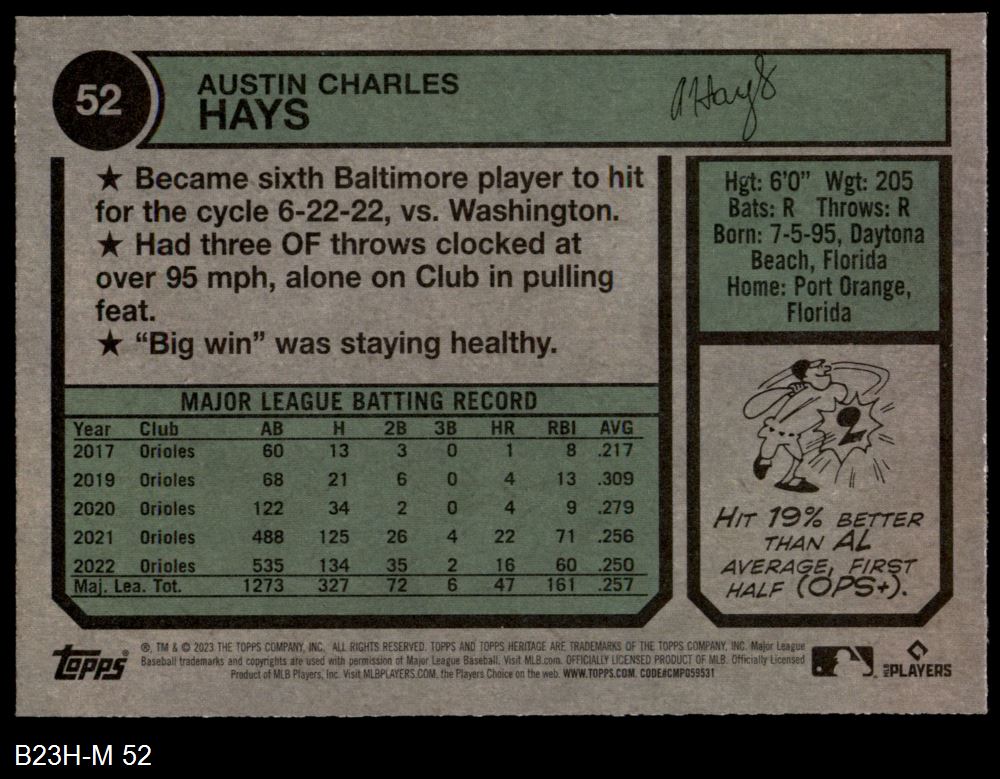 52
AUSTIN CHARLES
HAYS
AHays
★ Became sixth Baltimore player to hit
for the cycle 6-22-22, vs. Washington.
★ Had three OF throws clocked at
over 95 mph, alone on Club in pulling
feat.
★ “Big win” was staying healthy.
Hgt: 6'0" Wgt: 205
Bats: R Throws: R
Born: 7-5-95, Daytona
Beach, Florida
Home: Port Orange,
Florida
MAJOR LEAGUE BATTING RECORD
Year Club AB H 2B 3B HR RBI AVG
2017 Orioles 60 13 3 0 1 8 .217
2019 Orioles 68 21 6 0 4 13 .309
2020 Orioles 122 34 2 0 4 9 .279
2021 Orioles 488 125 26 4 22 71 .256
2022 Orioles 535 134 35 2 16 60 .250
Maj. Lea. Tot. 1273 327 72 6 47 161 .257
2
HIT 19% BETTER
THAN AL
AVERAGE, FIRST
HALF (OPS+).
Topps
®, TM & © 2023 THE TOPPS COMPANY, INC. ALL RIGHTS RESERVED. TOPPS AND TOPPS HERITAGE ARE TRADEMARKS OF THE TOPPS COMPANY, INC. Major League
Baseball trademarks and copyrights are used with permission of Major League Baseball. Visit MLB.com. OFFICIALLY LICENSED PRODUCT OF MLB. Officially Licensed
Product of MLB Players, Inc. Visit MLBPLAYERS.COM, the Players Choice on the web. WWW.TOPPS.COM. CODE#CMP059531
MLB PLAYERS
B23H-M 52